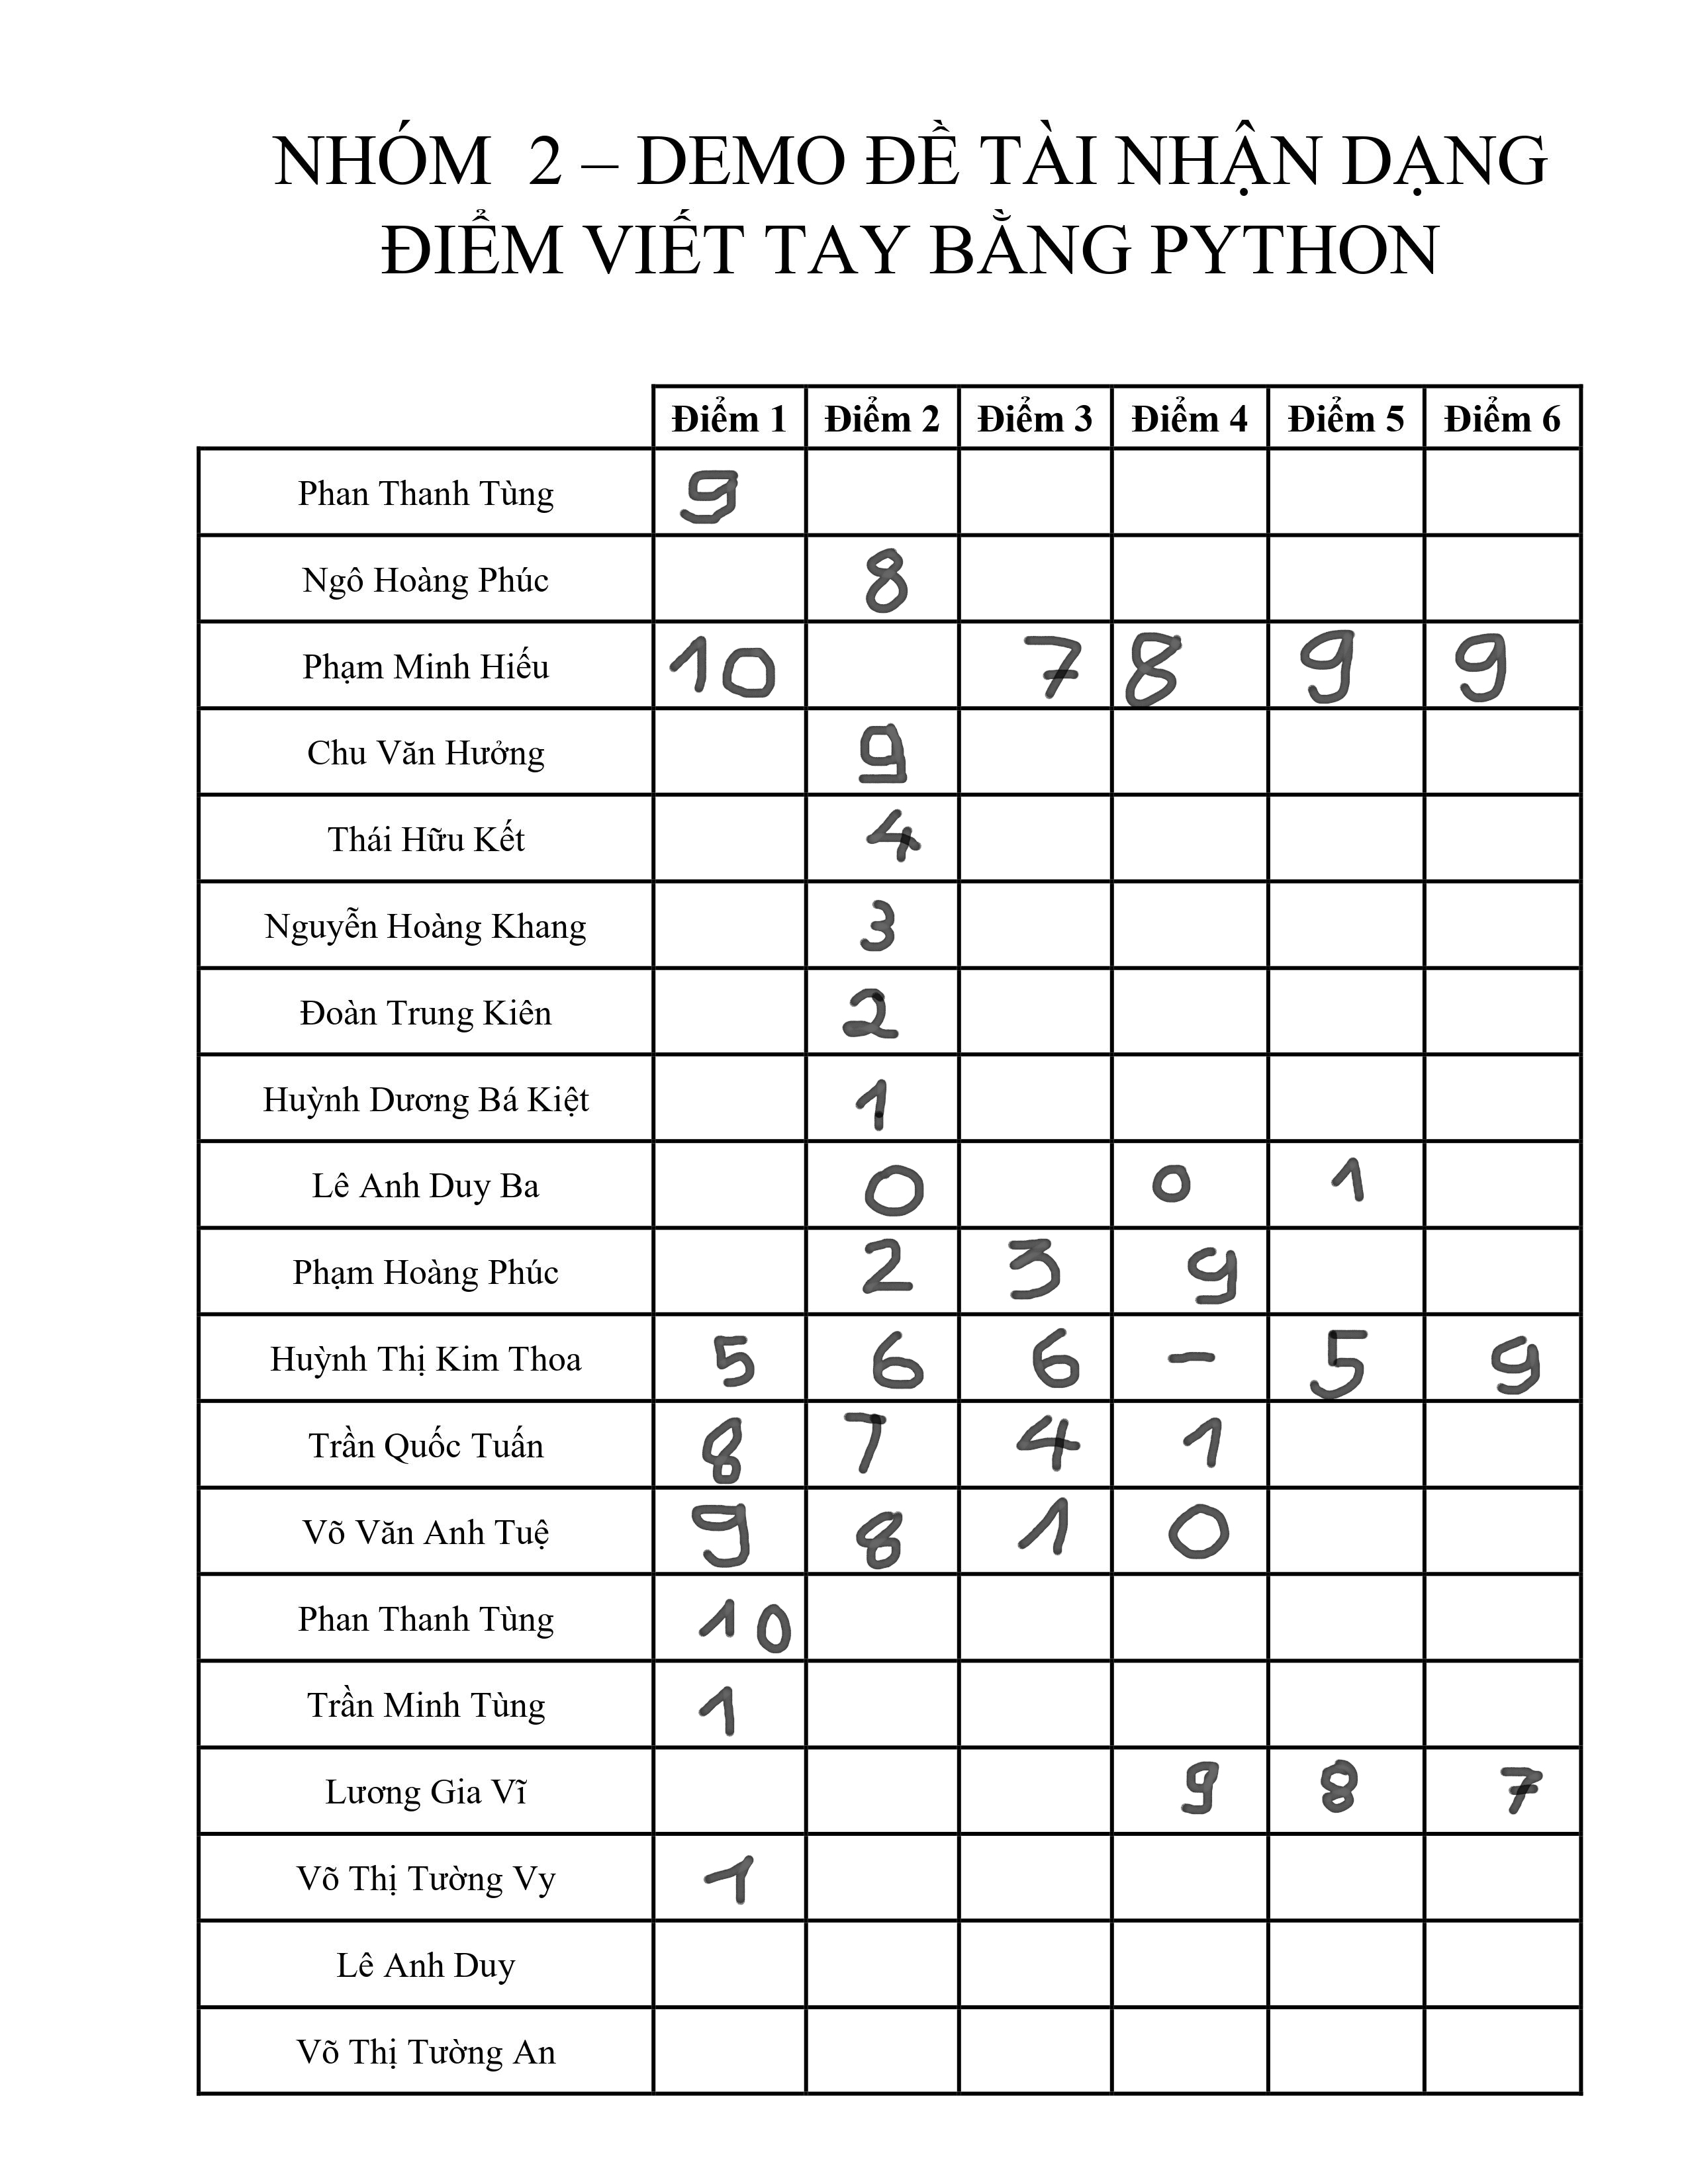 NHÓM 2 – DEMO ĐỀ TÀI NHẬN DẠNG
ĐIỂM VIẾT TAY BẰNG PYTHON
Điểm 1 Điểm 2 Điểm 3 Điểm 4 Điểm 5 Điểm 6
Phan Thanh Tùng 9
Ngô Hoàng Phúc 8
Phạm Minh Hiếu 10 7 8 9 9
Chu Văn Hưởng 9
Thái Hữu Kết 4
Nguyễn Hoàng Khang 3
Đoàn Trung Kiên 2
Huỳnh Dương Bá Kiệt 1
Lê Anh Duy Ba 0 0 1
Phạm Hoàng Phúc 2 3 9
Huỳnh Thị Kim Thoa 5 6 6 - 5 9
Trần Quốc Tuấn 8 7 4 1
Võ Văn Anh Tuệ 9 8 1 0
Phan Thanh Tùng 10
Trần Minh Tùng 1
Lương Gia Vĩ 9 8 7
Võ Thị Tường Vy 1
Lê Anh Duy
Võ Thị Tường An